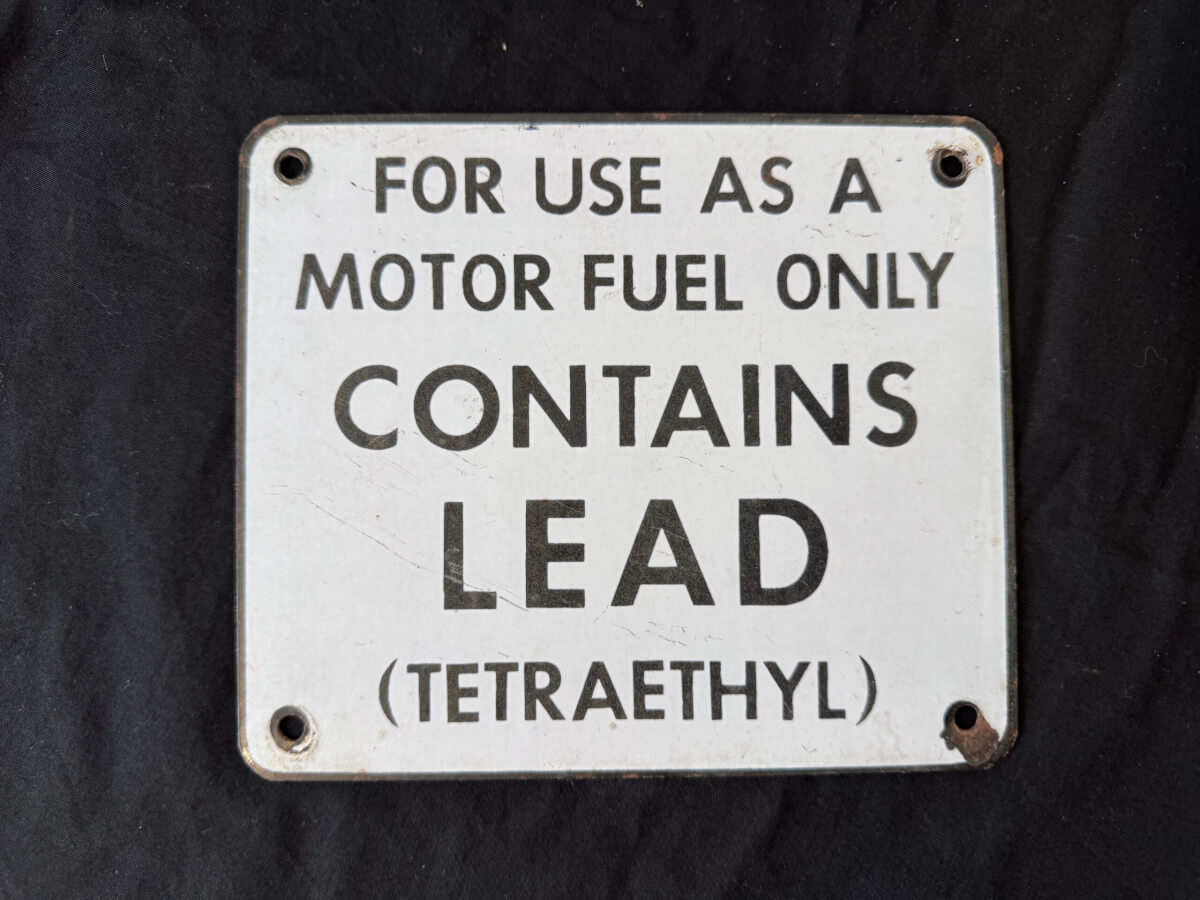 FOR USE AS A
MOTOR FUEL ONLY
CONTAINS
LEAD
(TETRAETHYL)